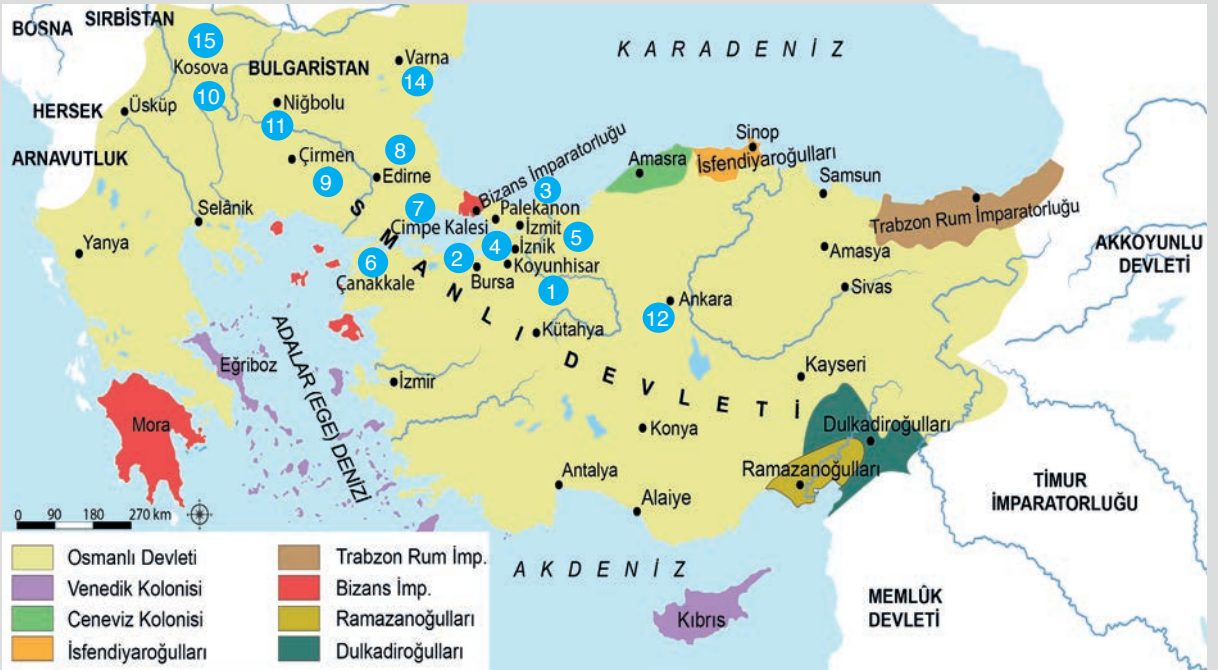 BOSNA
SIRBİSTAN
15
Kosova
BULGARİSTAN
Varna
14
KARADENİZ
HERSEK
Üsküp
10
Niğbolu
11
ARNAVUTLUK
Çirmen
9
8
Edirne
Bizans İmparatorluğu
Amasra
Sinop
İsfendiyaroğulları
Samsun
Trabzon Rum İmparatorluğu
AKKOYUNLU
DEVLETİ
Selânik
Yanya
7
Çimpe Kalesi
3
Palekanon
İzmit
5
4
İznik
2
Koyunhisar
Bursa
1
6
Çanakkale
Amasya
Sivas
Ankara
12
Kütahya
SMANLI DEVLETİ
ADALAR (EGE) DENİZİ
Eğriboz
İzmir
Mora
Kayseri
Konya
Dulkadiroğulları
Ramazanoğulları
Antalya
Alaiye
TİMUR
İMPARATORLUĞU
0 90 180 270 km
AKDENİZ
MEMLÛK
DEVLETİ
Kıbrıs
Osmanlı Devleti
Venedik Kolonisi
Ceneviz Kolonisi
İsfendiyaroğulları
Trabzon Rum İmp.
Bizans İmp.
Ramazanoğulları
Dulkadiroğulları